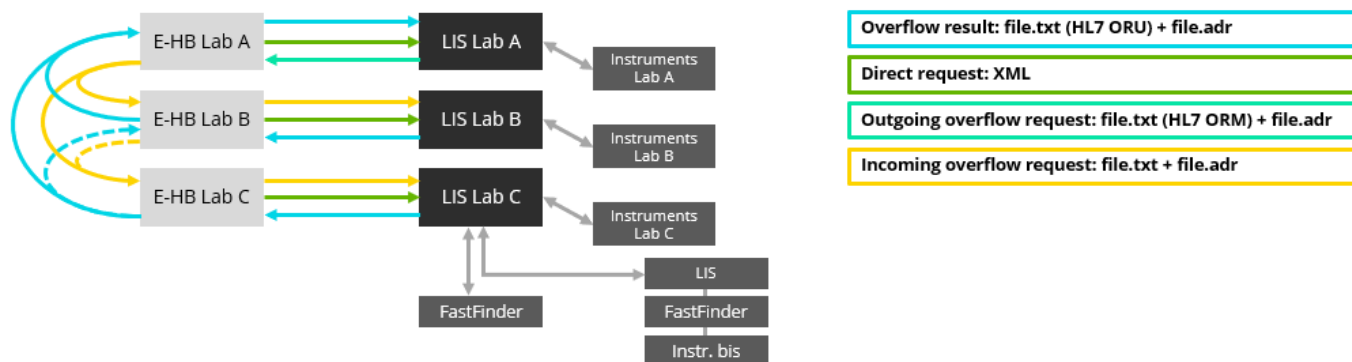 E-HB Lab A
LIS Lab A
Instruments
Lab A
E-HB Lab B
LIS Lab B
Instruments
Lab B
E-HB Lab C
LIS Lab C
Instruments
Lab C
LIS
FastFinder
FastFinder
Instr. bis
Overflow result: file.txt (HL7 ORU) + file.adr
Direct request: XML
Outgoing overflow request: file.txt (HL7 ORM) + file.adr
Incoming overflow request: file.txt + file.adr